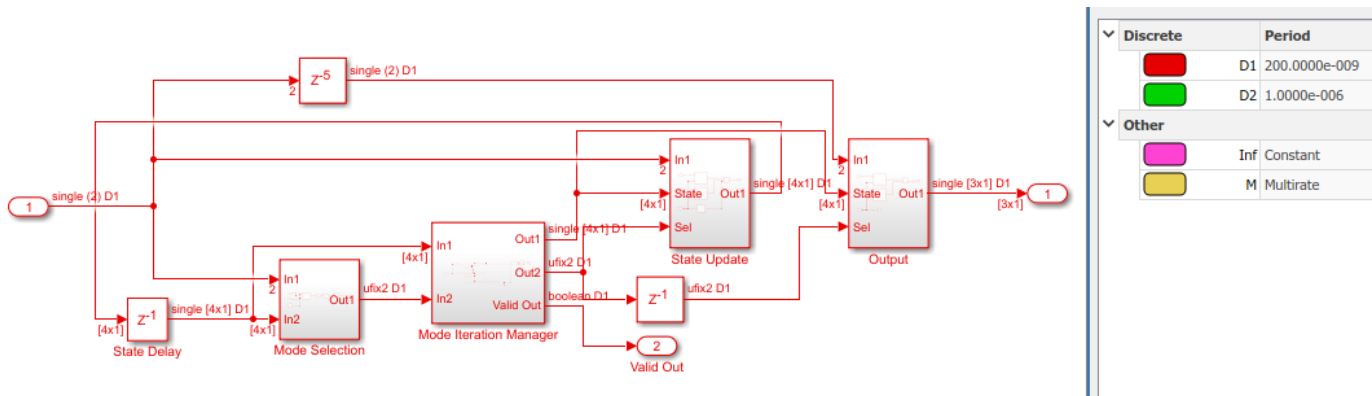 z-5
single (2) D1
2
1
single (2) D1
In1
2
State
[4x1]
Sel
Out1
State Update
single [4x1] D1
In1
2
State
[4x1]
Sel
Out1
Output
single [3x1] D1
[3x1]
1
z-1
[4x1]
State Delay
single [4x1] D1
In1
2
In2
[4x1]
Out1
Mode Selection
ufix2 D1
In1
[4x1]
In2
Out1
Out2
Valid Out
Mode Iteration Manager
single [4x1] D1
ufix2 D1
boolean D1
z-1
ufix2 D1
2
Valid Out
Discrete Period
D1 200.0000e-009
D2 1.0000e-006
Other
Inf Constant
M Multirate